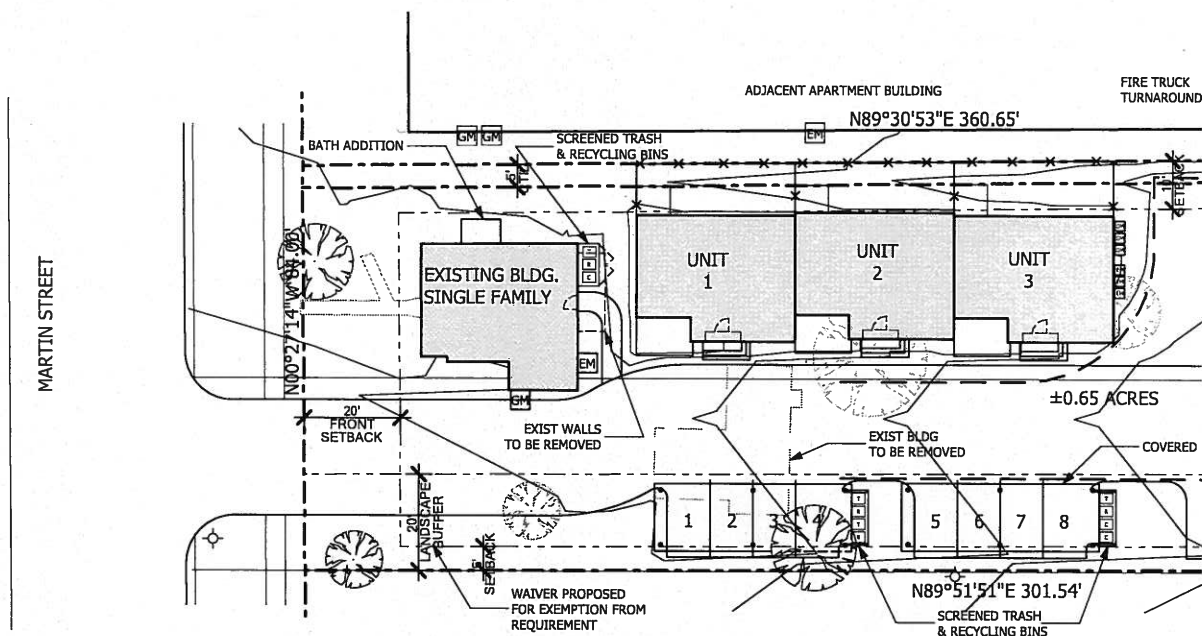 ADJACENT APARTMENT BUILDING
FIRE TRUCK
TURNAROUND
N89°30'53"E 360.65'
GM GM
EM
BATH ADDITION
SCREENED TRASH
& RECYCLING BINS
5'
10'
SETBACK
MARTIN STREET
EXISTING BLDG.
SINGLE FAMILY
R
C
UNIT
1
UNIT
2
UNIT
3
EM
GM
20'
FRONT
SETBACK
EXIST WALLS
TO BE REMOVED
EXIST BLDG
TO BE REMOVED
±0.65 ACRES
COVERED
20'
LANDSCAPE
BUFFER
5'
SETBACK
1 2 3 4
5 6 7 8
WAIVER PROPOSED
FOR EXEMPTION FROM
REQUIREMENT
N89°51'51"E 301.54'
SCREENED TRASH
& RECYCLING BINS